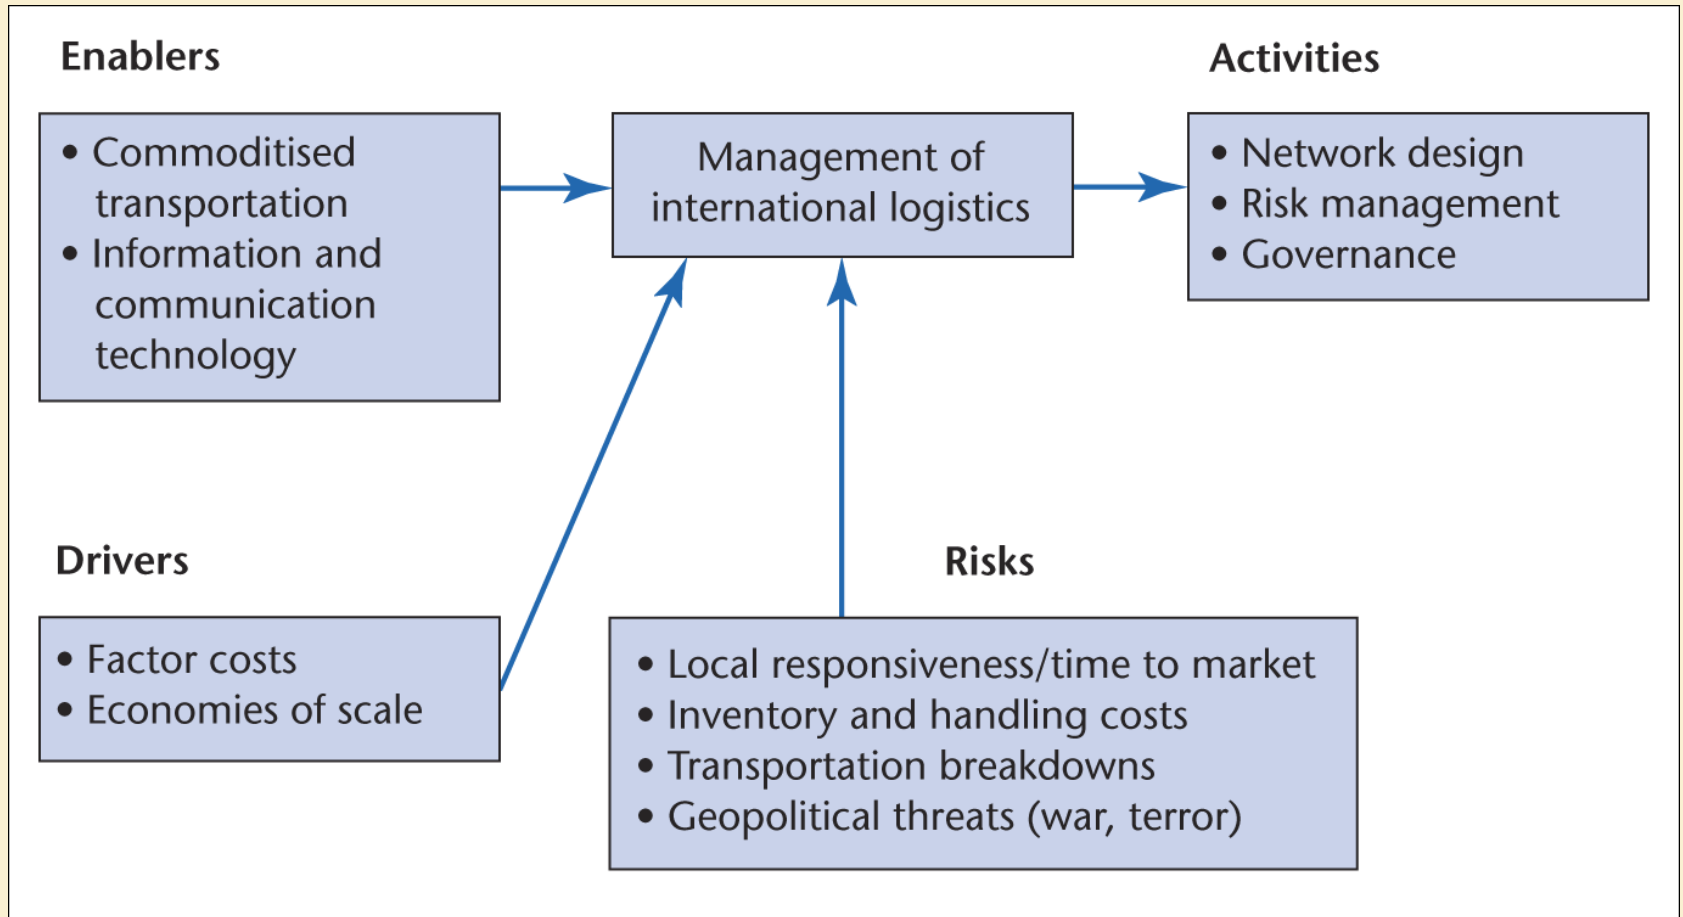 Enablers
• Commoditised
transportation
• Information and
communication
technology
Management of
international logistics
Activities
• Network design
• Risk management
• Governance
Drivers
• Factor costs
• Economies of scale
Risks
• Local responsiveness/time to market
• Inventory and handling costs
• Transportation breakdowns
• Geopolitical threats (war, terror)